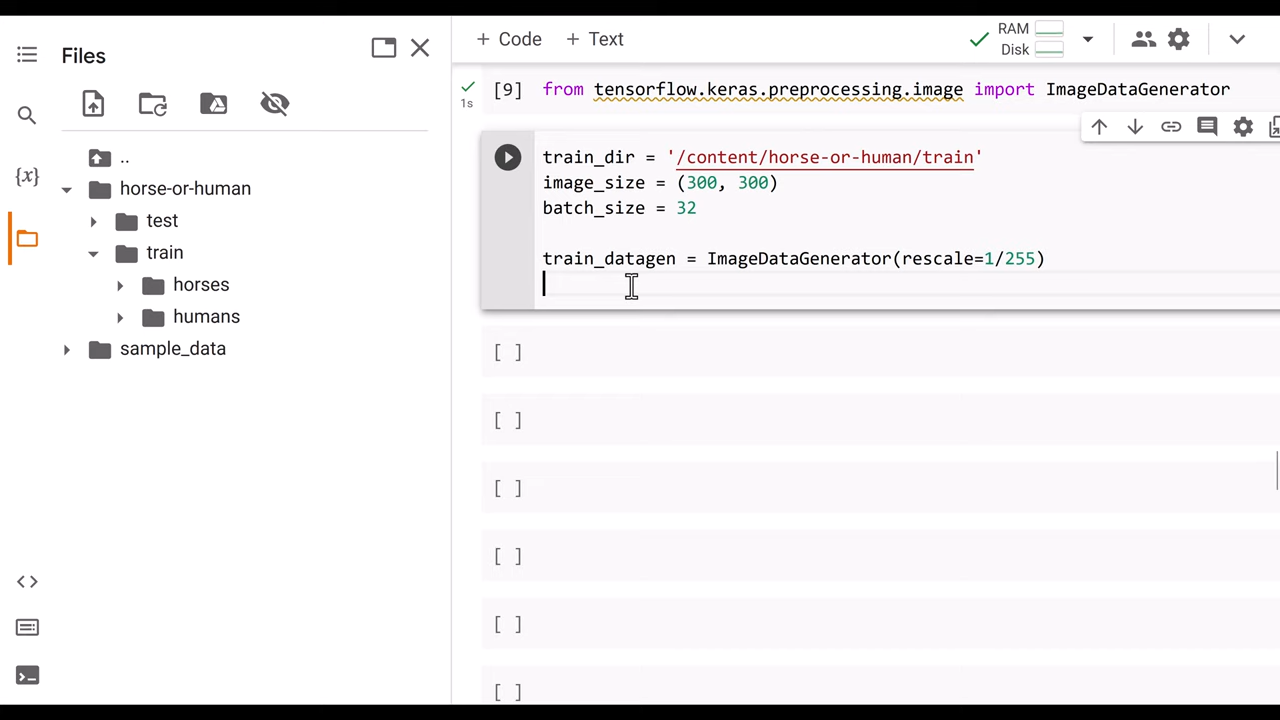 Files
..
horse-or-human
test
train
horses
humans
sample_data
{x}
+ Code + Text
RAM
Disk
1s
[9] from tensorflow.keras.preprocessing.image import ImageDataGenerator
train_dir = '/content/horse-or-human/train'
image_size = (300, 300)
batch_size = 32
train_datagen = ImageDataGenerator(rescale=1/255)
[ ]
[ ]
[ ]
[ ]
[ ]
[ ]